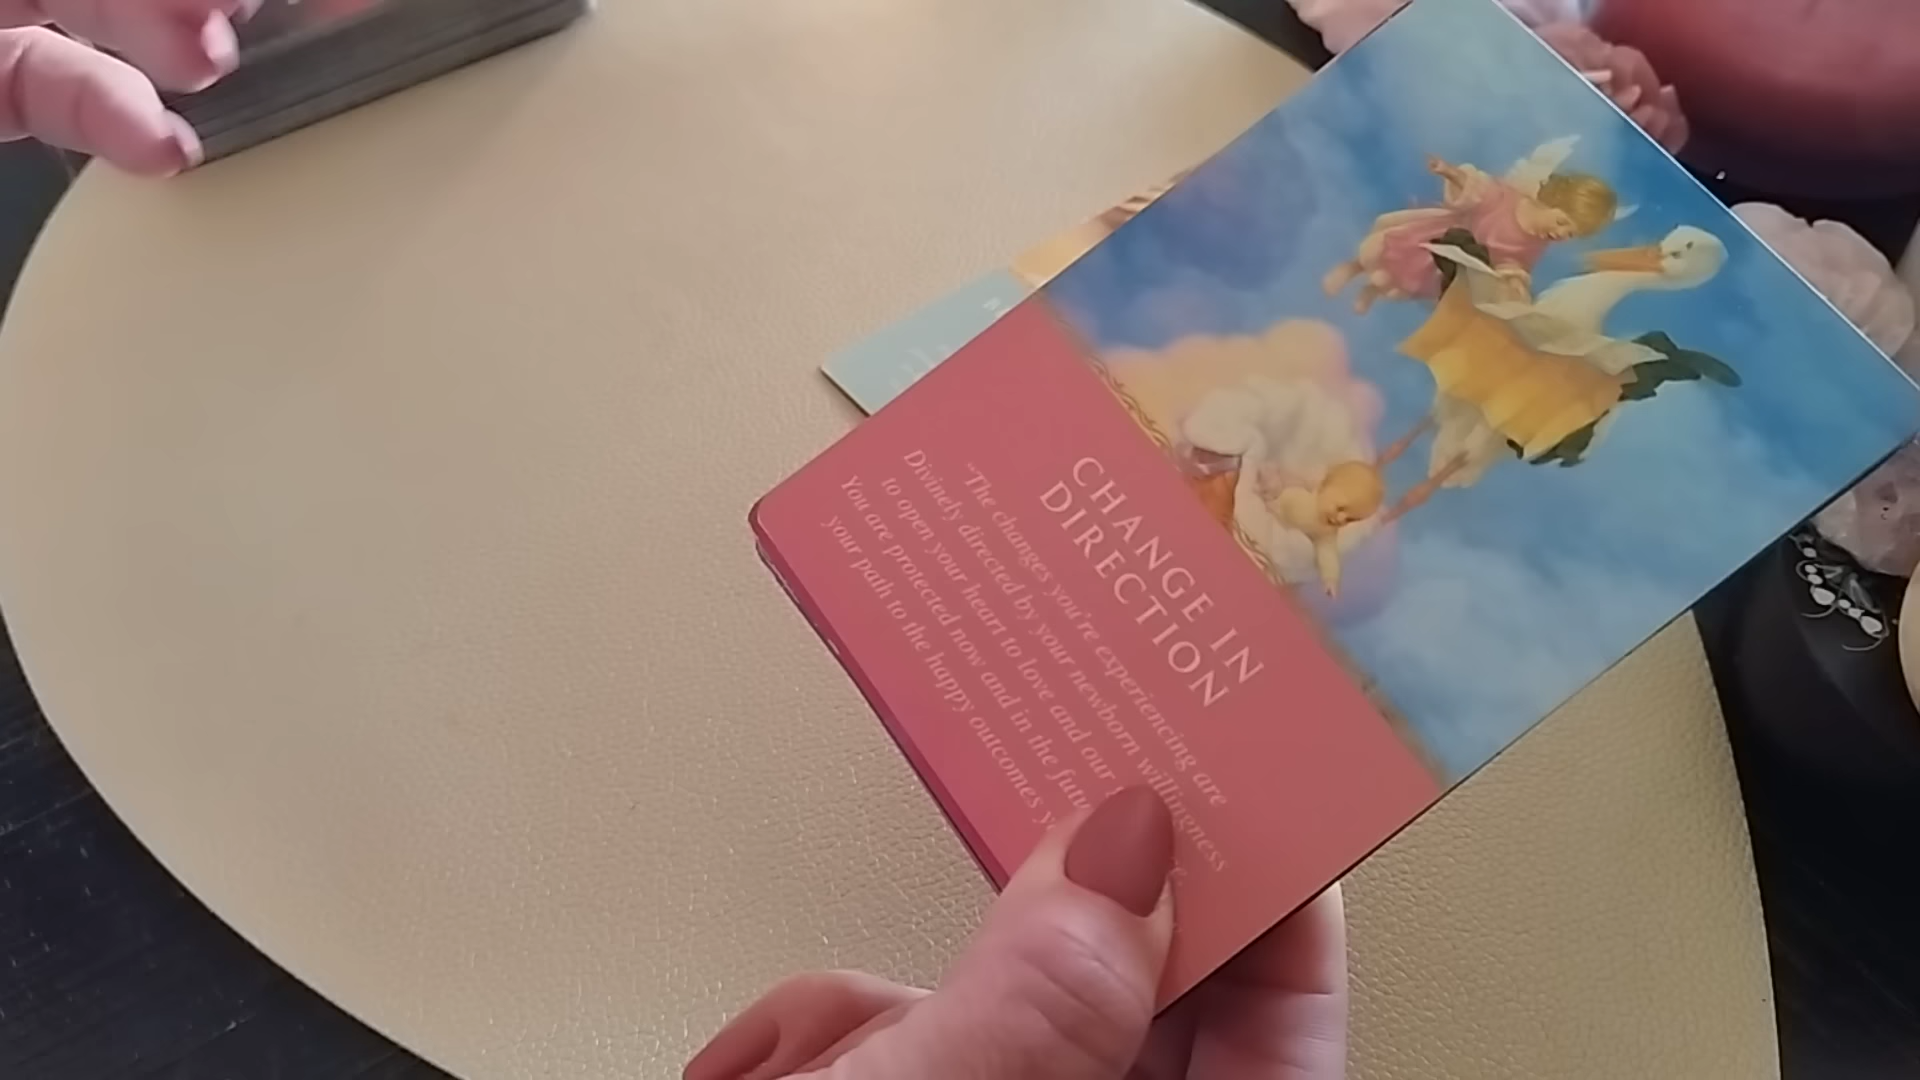 CHANGE IN
DIRECTION
"The changes you're experiencing are
Divinely directed by your newborn willingness
to open your heart to love and our
You are protected now and in the
your path to the happy outcomes